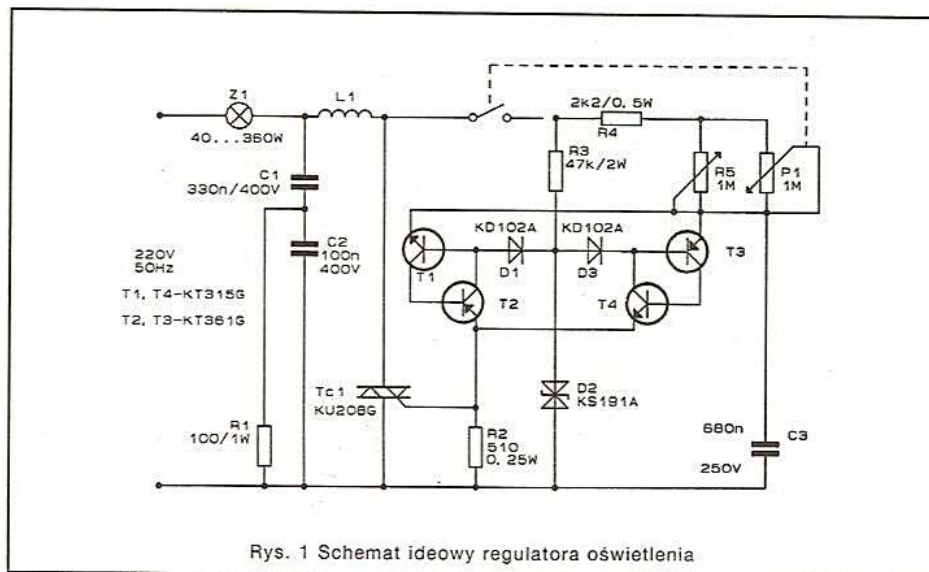 Z1
40...360W
L1
C1
330n/400V
C2
100n
400V
220V
50Hz
T1, T4-KT315G
T2, T3-KT361G
R1
100/1W
2k2/0,5W
R4
R3
47k/2W
R5
1M
P1
1M
KD102A
KD102A
T1
D1
D3
T3
T2
T4
Tc1
KU208G
R2
510
0.25W
D2
KS191A
680n
C3
250V
Rys. 1 Schemat ideowy regulatora oświetlenia